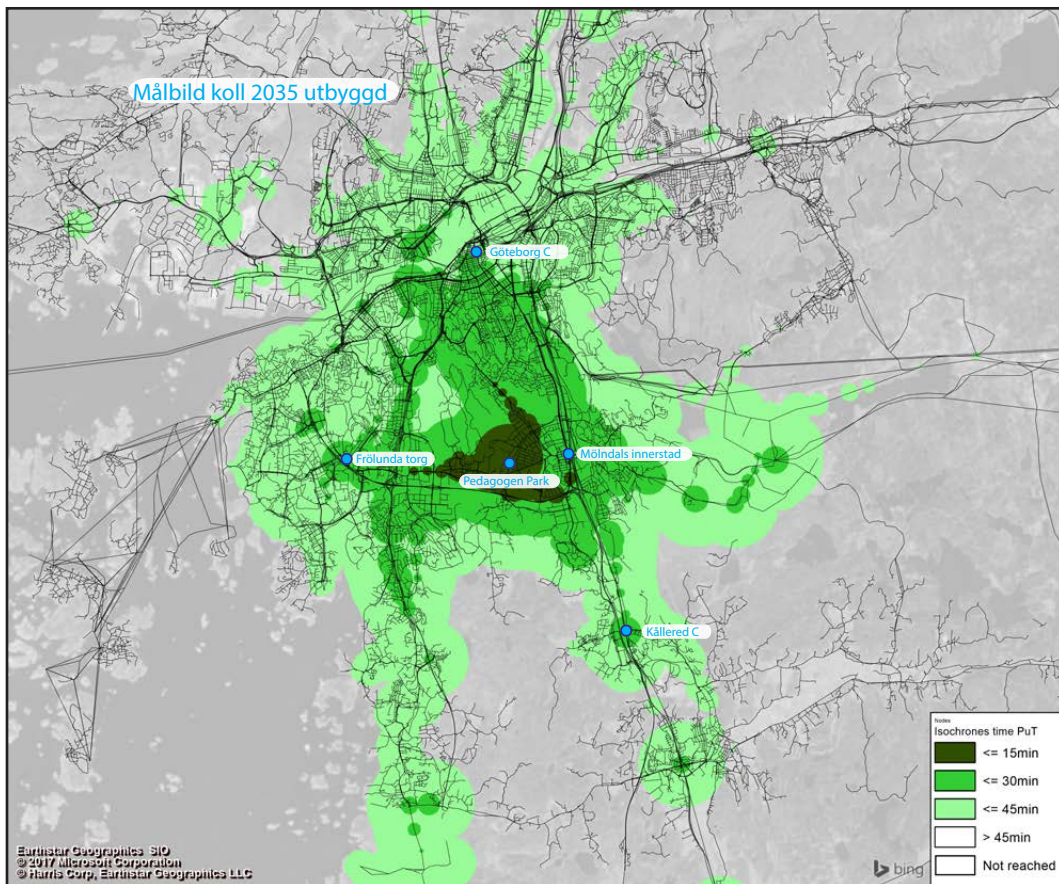 Målbild koll 2035 utbyggd
Göteborg C
Frölunda torg
Mölndals innerstad
Pedagogen Park
Kållered C
Nodes
Isochrones time PuT
<= 15min
<= 30min
<= 45min
> 45min
Not reached
Earthstar Geographics SIO
© 2017 Microsoft Corporation
© Harris Corp, Earthstar Geographics LLC
bing